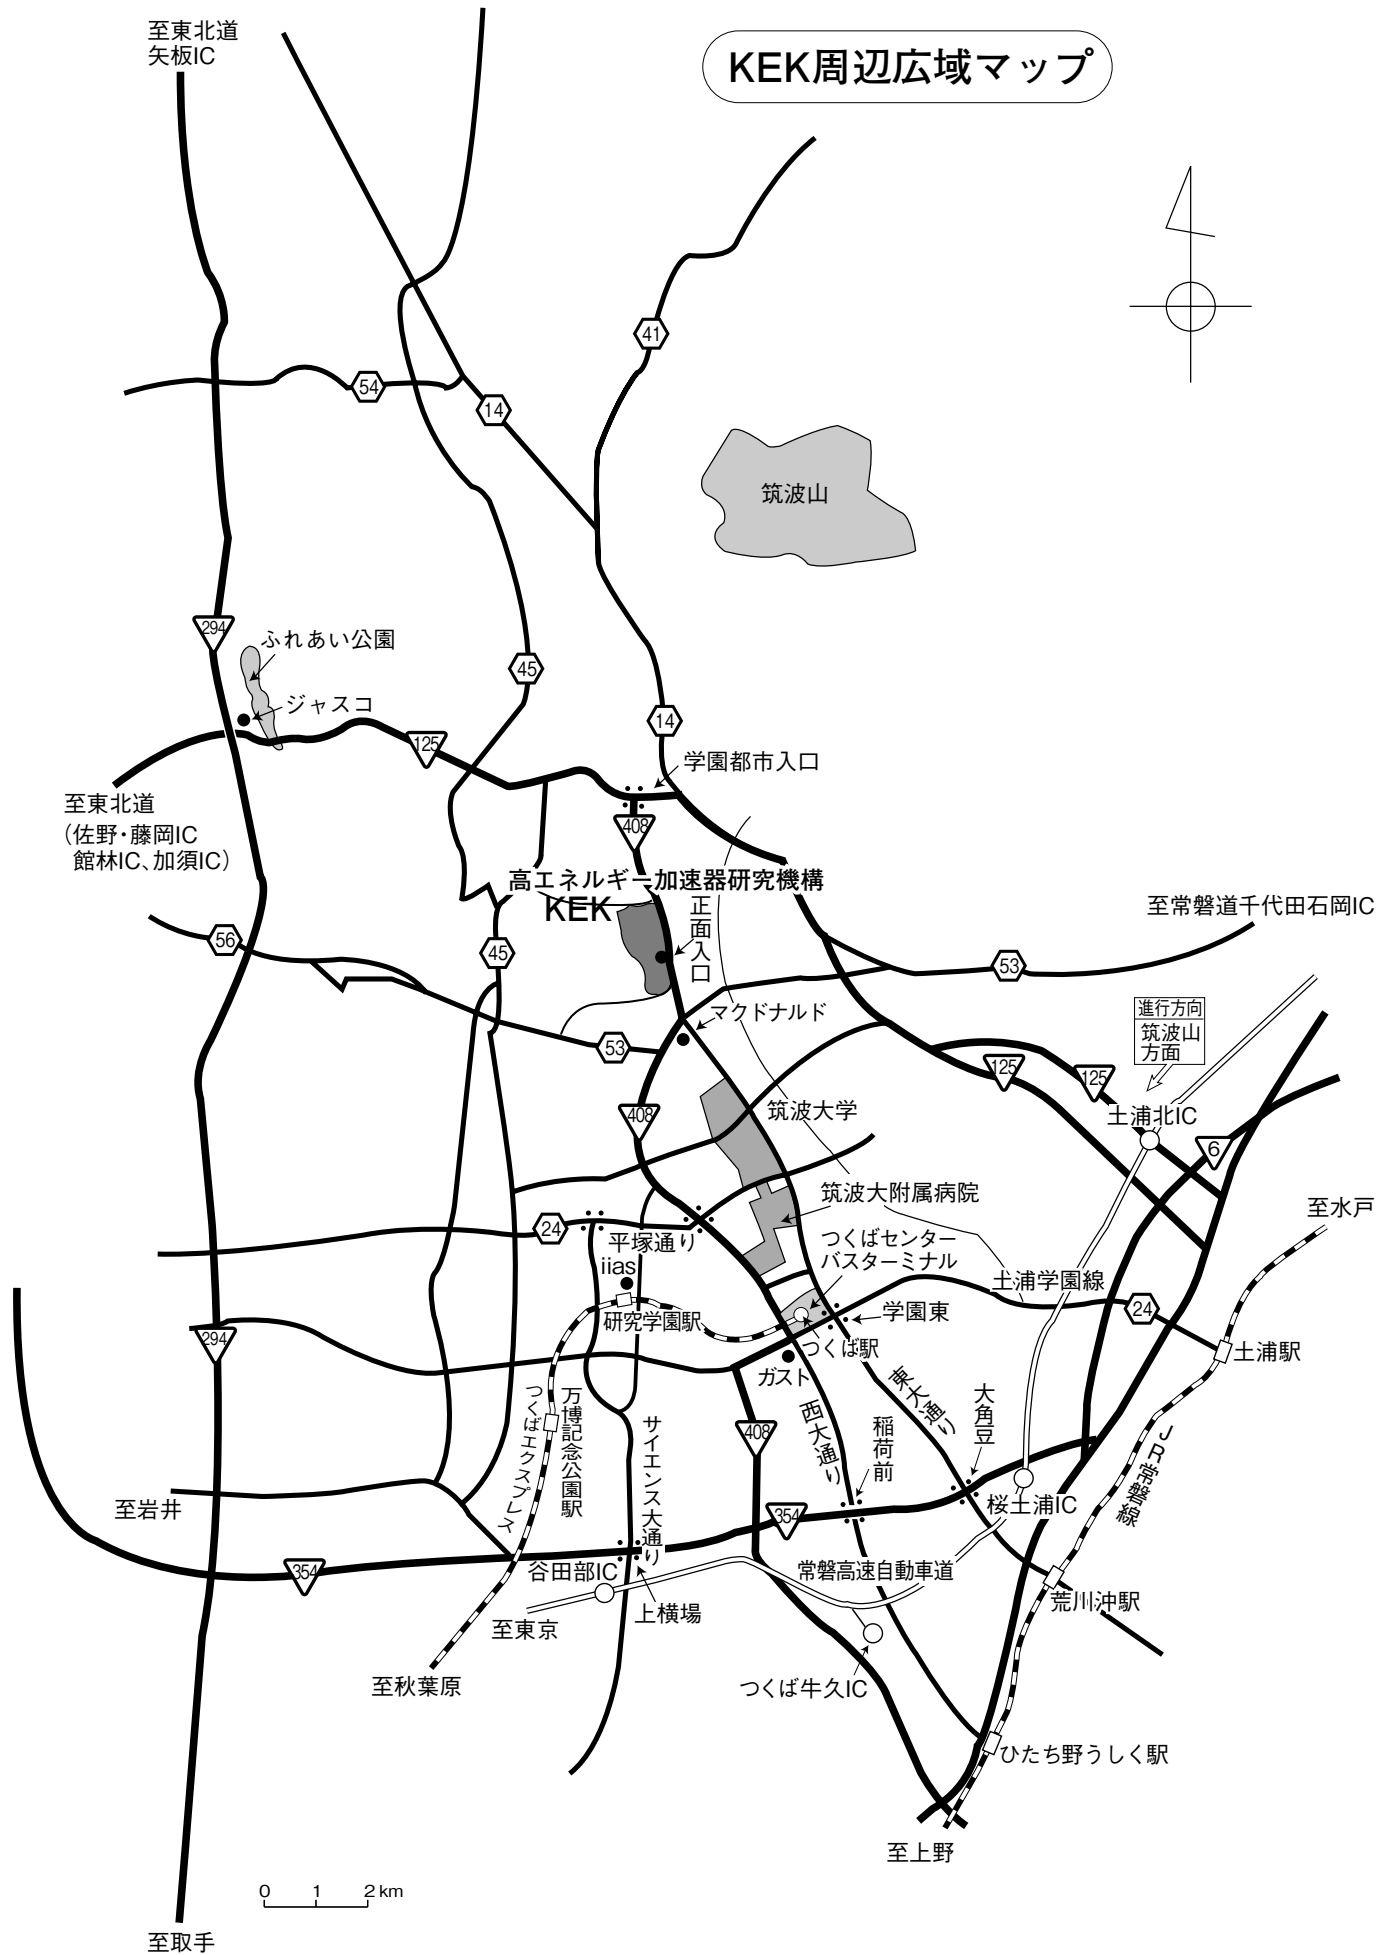 KEK周辺広域マップ
至東北道
矢板IC
41
54
14
筑波山
294
ふれあい公園
45
ジャスコ
14
125
学園都市入口
至東北道
(佐野・藤岡IC
館林IC、加須IC)
408
高エネルギー加速器研究機構
KEK
正面入口
至常磐道千代田石岡IC
56
45
53
進行方向
筑波山
方面
マクドナルド
53
125
125
408
筑波大学
土浦北IC
6
筑波大附属病院
至水戸
24
平塚通り
つくばセンター
バスターミナル
iias
土浦学園線
24
研究学園駅
学園東
294
つくば駅
土浦駅
ガスト
つくばエクスプレス
万博記念公園駅
サイエンス大通り
408
西大通り
東大通り
稲荷前
大角豆
JR常磐線
至岩井
354
桜土浦IC
354
谷田部IC
常磐高速自動車道
荒川沖駅
至東京
上横場
至秋葉原
つくば牛久IC
ひたち野うしく駅
至上野
0 1 2 km
至取手